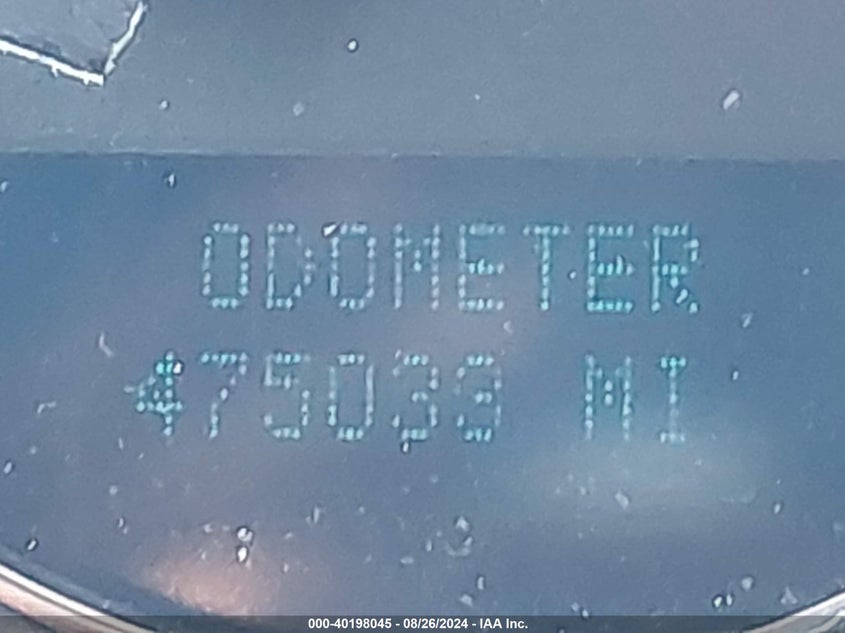 ODOMETER
475033 MI
000-40198045 - 08/26/2024 - IAA Inc.